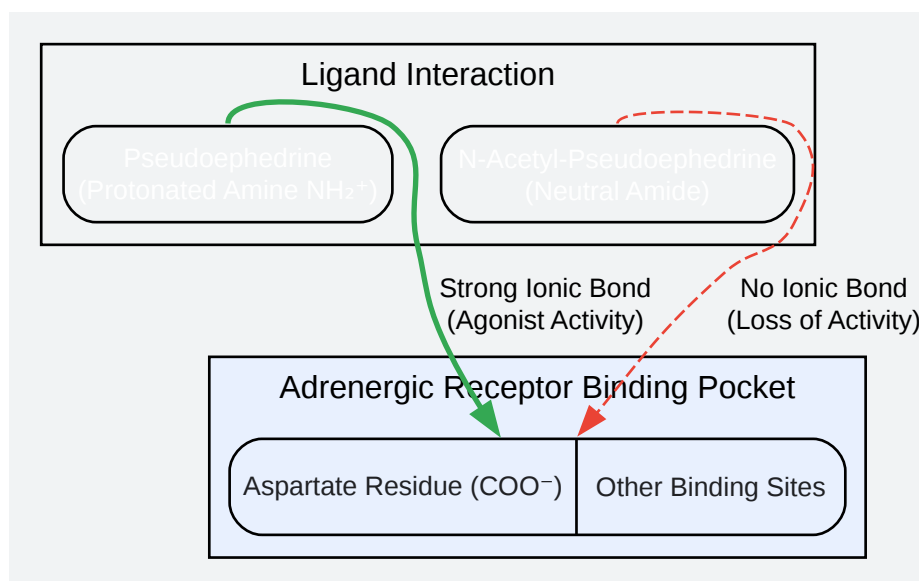 Ligand Interaction
Pseudoephedrine
(Protonated Amine NH₂⁺)
N-Acetyl-Pseudoephedrine
(Neutral Amide)
Strong Ionic Bond
(Agonist Activity)
No Ionic Bond
(Loss of Activity)
Adrenergic Receptor Binding Pocket
Aspartate Residue (COO⁻)
Other Binding Sites